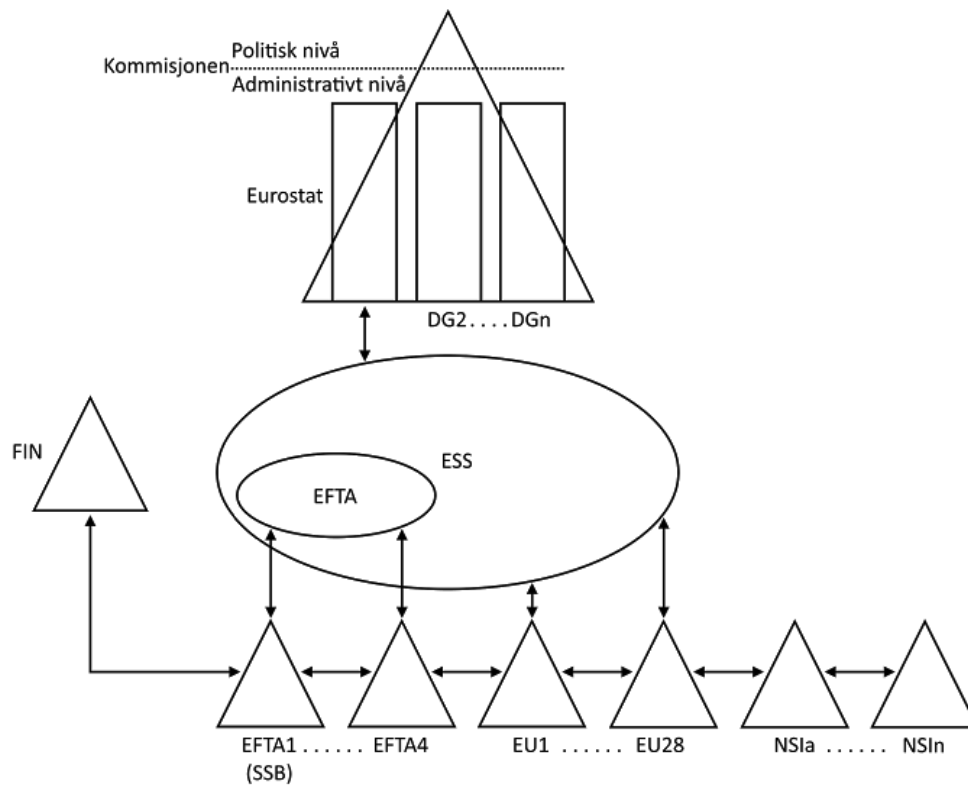 Politisk nivå
Kommisjonen
Administrativt nivå
Eurostat
DG2 . . . . DGn
FIN
ESS
EFTA
EFTA1 . . . . . . EFTA4
EU1 . . . . . . EU28
NSIa . . . . . . NSIn
(SSB)